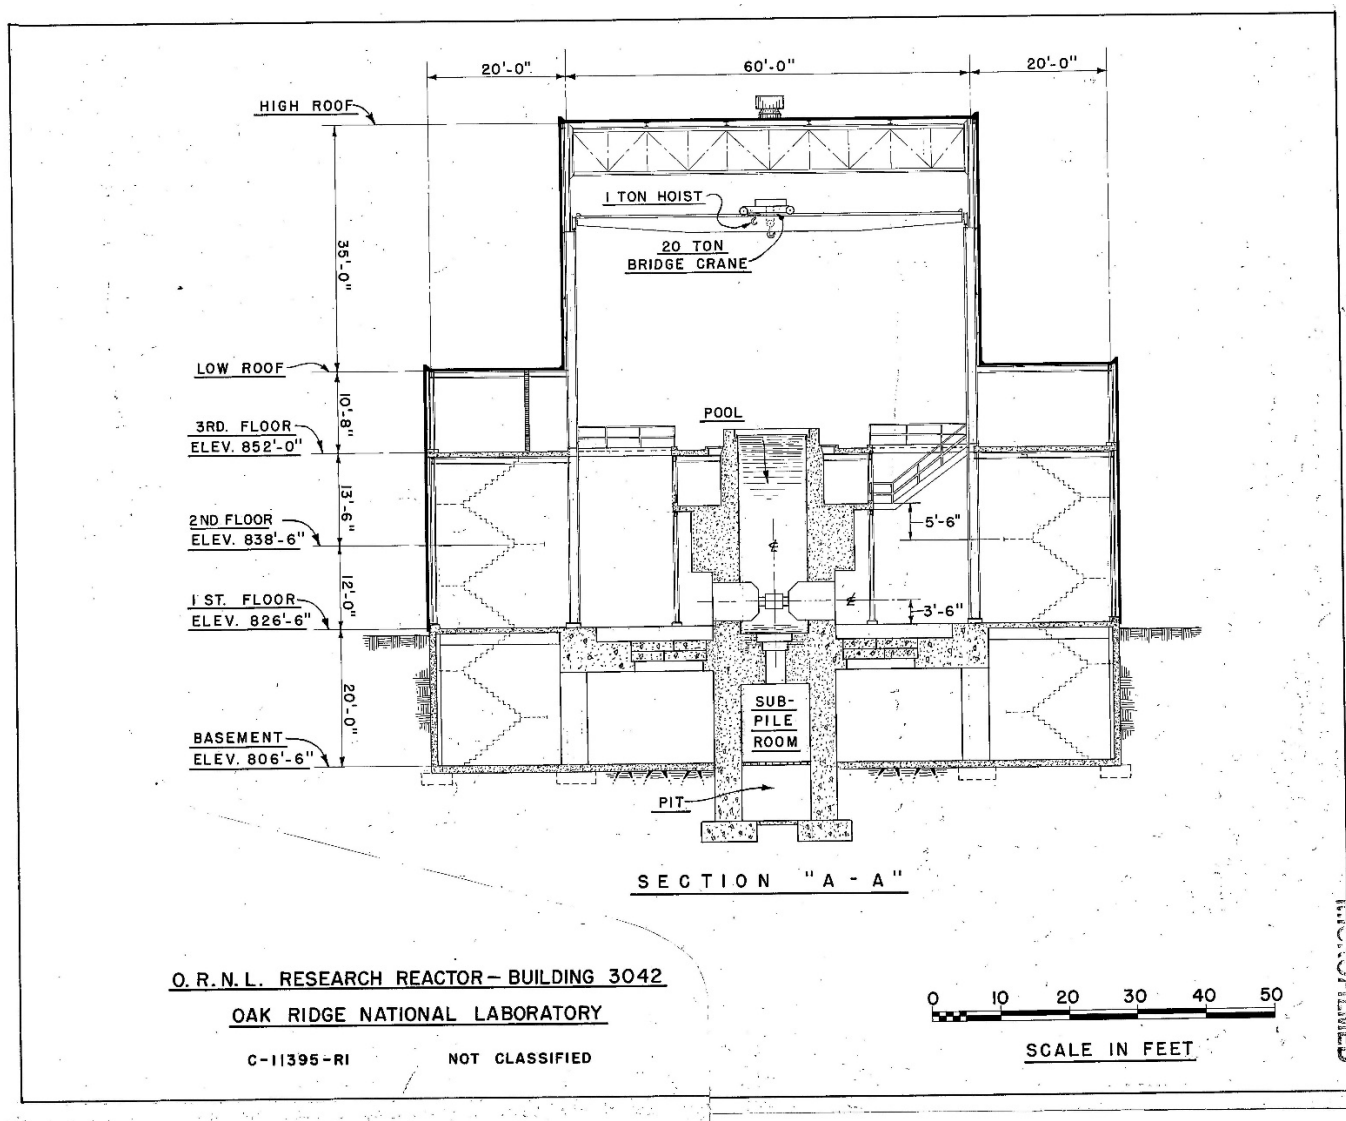 20'-0"
60'-0"
20'-0"
HIGH ROOF
1 TON HOIST
20 TON
BRIDGE CRANE
35'-0"
LOW ROOF
10'-8"
POOL
3RD. FLOOR
ELEV. 852'-0"
13'-6"
2ND FLOOR
ELEV. 838'-6"
5'-6"
12'-0"
1 ST. FLOOR
ELEV. 826'-6"
3'-6"
20'-0"
SUB-
PILE
ROOM
BASEMENT
ELEV. 806'-6"
PIT
SECTION "A - A"
O. R. N. L. RESEARCH REACTOR — BUILDING 3042
OAK RIDGE NATIONAL LABORATORY
C-11395-R1 NOT CLASSIFIED
0 10 20 30 40 50
SCALE IN FEET